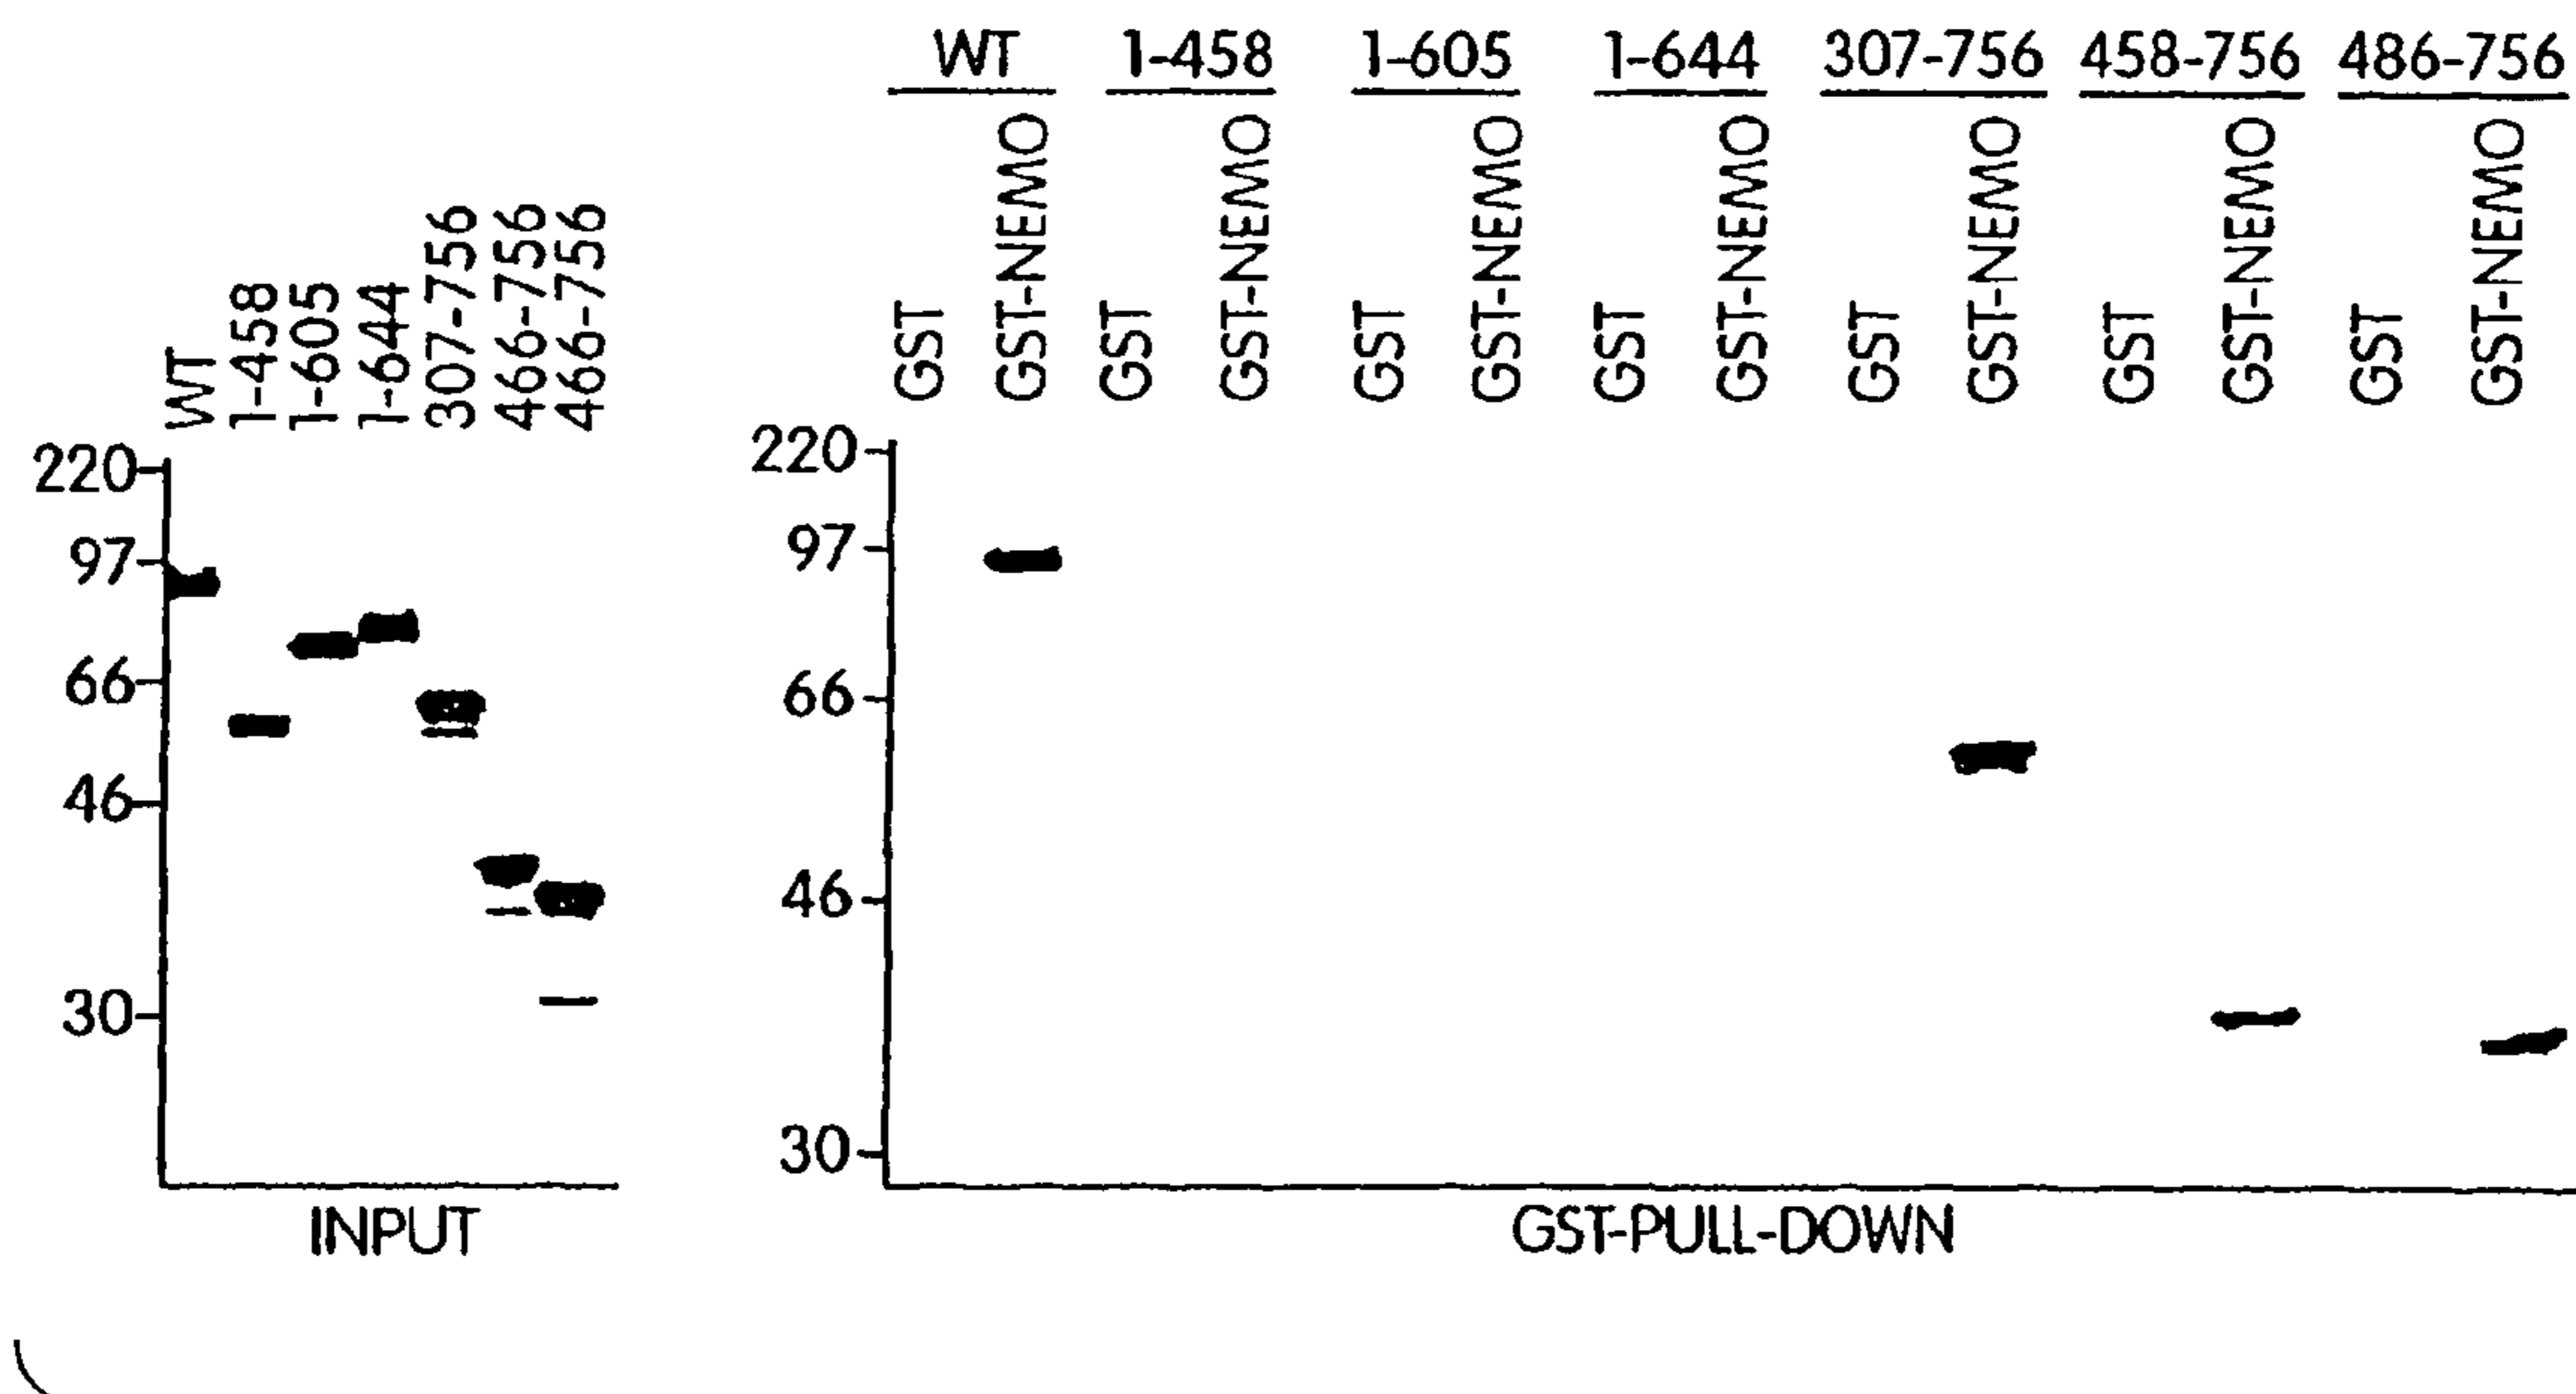 WT 1-458 1-605 1-644 307-756 458-756 486-756
GST GST-NEMO GST GST-NEMO GST GST-NEMO GST GST-NEMO GST GST-NEMO GST GST-NEMO GST GST-NEMO
WT 1-458 1-605 1-644 307-756 466-756 466-756
220
97
66
46
30
INPUT
220
97
66
46
30
GST-PULL-DOWN